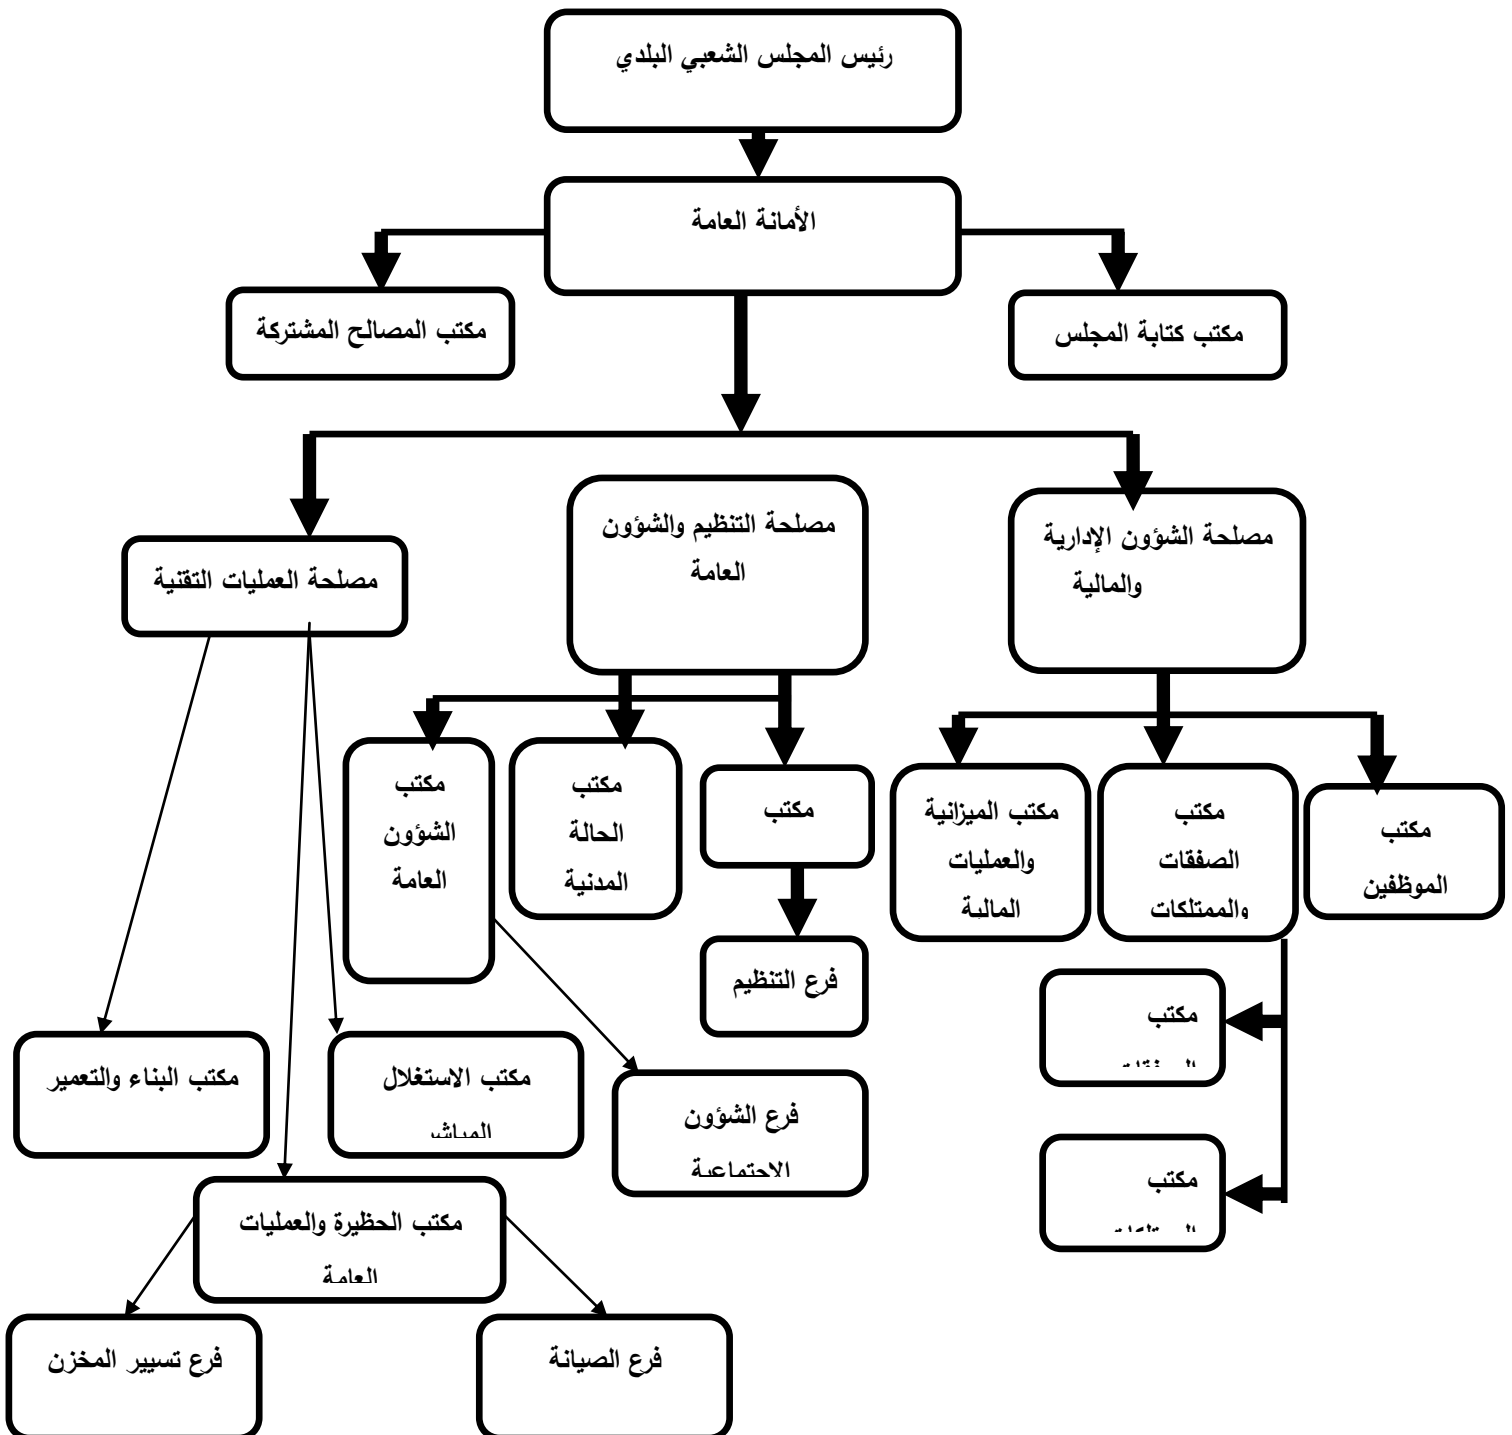 رئيس المجلس الشعبي البلدي
الأمانة العامة
مكتب كتابة المجلس
مكتب المصالح المشتركة
مصلحة الشؤون الإدارية
والمالية
مصلحة التنظيم والشؤون
العامة
مصلحة العمليات التقنية
مكتب
الموظفين
مكتب
الصفقات
والممتلكات
مكتب الميزانية
والعمليات
المالية
مكتب
مكتب
الحالة
المدنية
مكتب
الشؤون
العامة
فرع التنظيم
مكتب
مكتب
فرع الشؤون
الاجتماعية
مكتب الاستغلال
المباشر
مكتب البناء والتعمير
مكتب الحظيرة والعمليات
العامة
فرع الصيانة
فرع تسيير المخزن